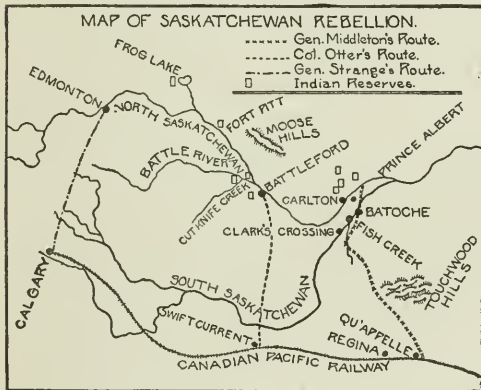 MAP OF SASKATCHEWAN REBELLION.
Gen. Middleton's Route.
Col. Otter's Route.
Gen. Strange's Route.
Indian Reserves.
FROG LAKE
EDMONTON
NORTH SASKATCHEWAN
FORT PITT
MOOSE HILLS
BATTLE RIVER
BATTLEFORD
PRINCE ALBERT
CUT KNIFE CREEK
CARLTON
BATOCHE
CLARKS CROSSING
FISH CREEK
TOUCHWOOD HILLS
CALGARY
SOUTH SASKATCHEWAN
SWIFT CURRENT
QU'APPELLE
REGINA
CANADIAN PACIFIC RAILWAY